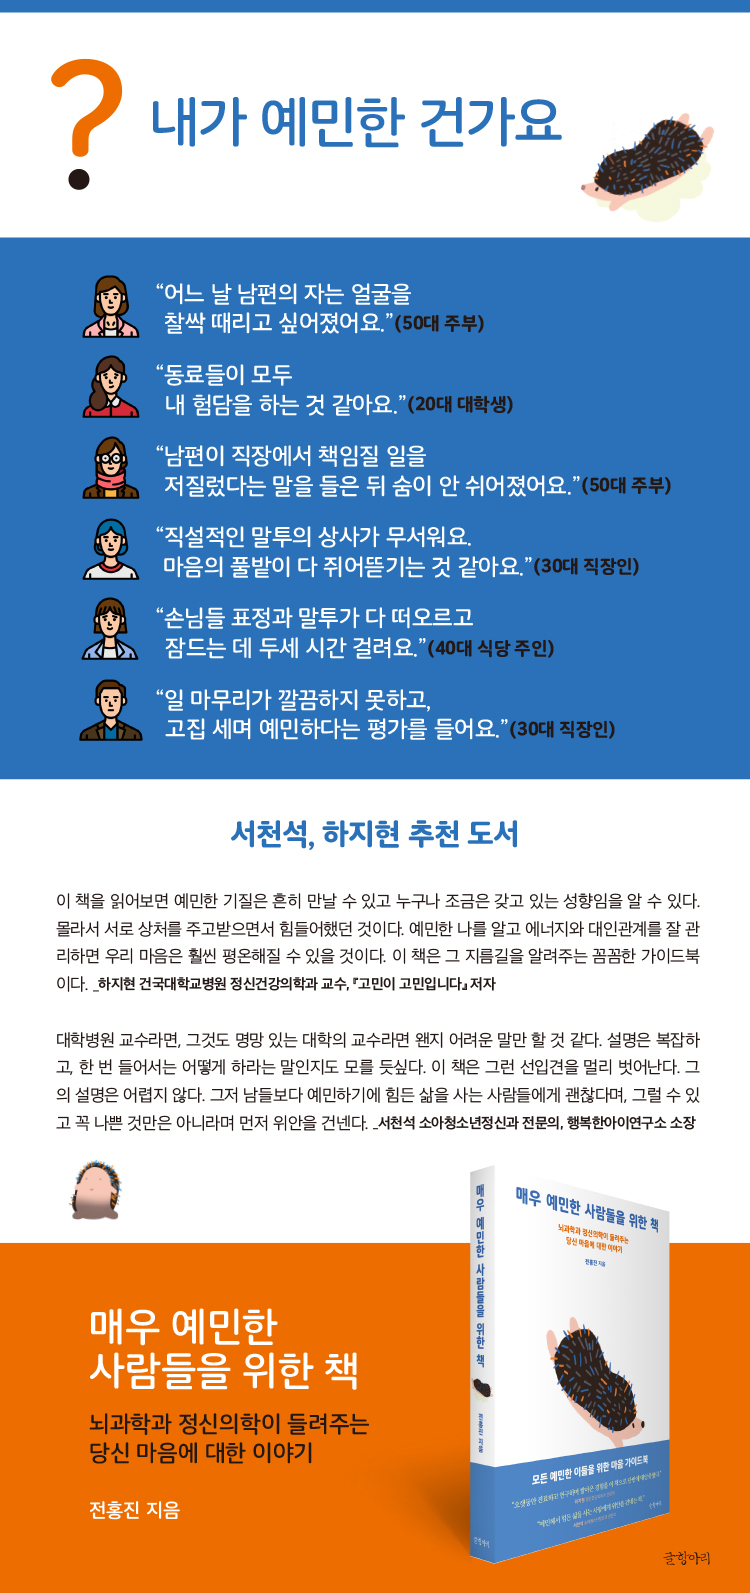 ?
내가 예민한 건가요
“어느 날 남편의 자는 얼굴을
찰싹 때리고 싶어졌어요.”(50대 주부)
“동료들이 모두
내 험담을 하는 것 같아요.”(20대 대학생)
“남편이 직장에서 책임질 일을
저질렀다는 말을 들은 뒤 숨이 안 쉬어졌어요.”(50대 주부)
“직설적인 말투의 상사가 무서워요.
마음의 풀밭이 다 쥐어뜯기는 것 같아요.”(30대 직장인)
“손님들 표정과 말투가 다 떠오르고
잠드는 데 두세 시간 걸려요.”(40대 식당 주인)
“일 마무리가 깔끔하지 못하고,
고집 세며 예민하다는 평가를 들어요.”(30대 직장인)
서천석, 하지현 추천 도서
이 책을 읽어보면 예민한 기질은 흔히 만날 수 있고 누구나 조금은 갖고 있는 성향임을 알 수 있다.
몰라서 서로 상처를 주고받으면서 힘들어했던 것이다. 예민한 나를 알고 에너지와 대인관계를 잘 관
리하면 우리 마음은 훨씬 평온해질 수 있을 것이다. 이 책은 그 지름길을 알려주는 꼼꼼한 가이드북
이다. _하지현 건국대학교병원 정신건강의학과 교수, 『고민이 고민입니다』 저자
대학병원 교수라면, 그것도 명망 있는 대학의 교수라면 왠지 어려운 말만 할 것 같다. 설명은 복잡하
고, 한 번 들어서는 어떻게 하라는 말인지도 모를 듯싶다. 이 책은 그런 선입견을 멀리 벗어난다. 그
의 설명은 어렵지 않다. 그저 남들보다 예민하기에 힘든 삶을 사는 사람들에게 괜찮다며, 그럴 수 있
고 꼭 나쁜 것만은 아니라며 먼저 위안을 건넨다. _서천석 소아청소년정신과 전문의, 행복한아이연구소 소장
매우 예민한 사람들을 위한 책
전홍진 지음
글항아리
매우 예민한 사람들을 위한 책
뇌과학과 정신의학이 들려주는
당신 마음에 대한 이야기
전홍진 지음
모든 예민한 이들을 위한 마음 가이드북
글항아리
매우 예민한
사람들을 위한 책
뇌과학과 정신의학이 들려주는
당신 마음에 대한 이야기
전홍진 지음
글항아리